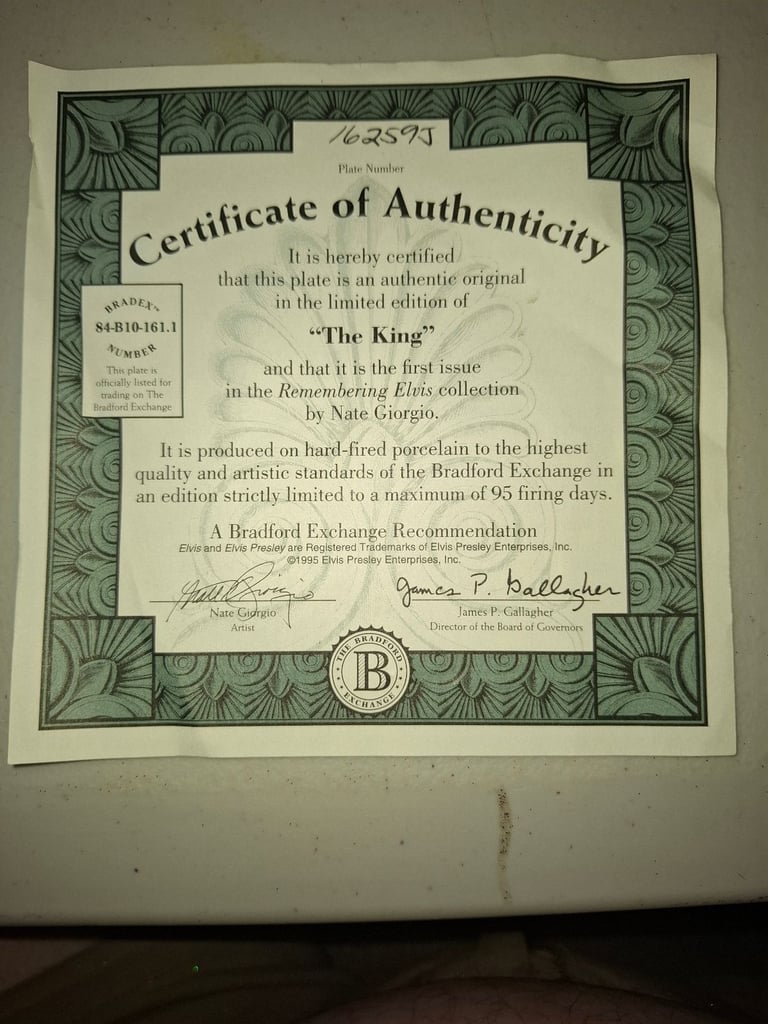 16259J
Plate Number
Certificate of Authenticity
It is hereby certified
that this plate is an authentic original
in the limited edition of
“The King”
and that it is the first issue
in the Remembering Elvis collection
by Nate Giorgio.
BRADEX™
84-B10-161.1
NUMBER
This plate is
officially listed for
trading on The
Bradford Exchange
It is produced on hard-fired porcelain to the highest
quality and artistic standards of the Bradford Exchange in
an edition strictly limited to a maximum of 95 firing days.
A Bradford Exchange Recommendation
Elvis and Elvis Presley are Registered Trademarks of Elvis Presley Enterprises, Inc.
©1995 Elvis Presley Enterprises, Inc.
Nate Giorgio
Nate Giorgio
Artist
James P. Gallagher
James P. Gallagher
Director of the Board of Governors
THE BRADFORD
B
EXCHANGE